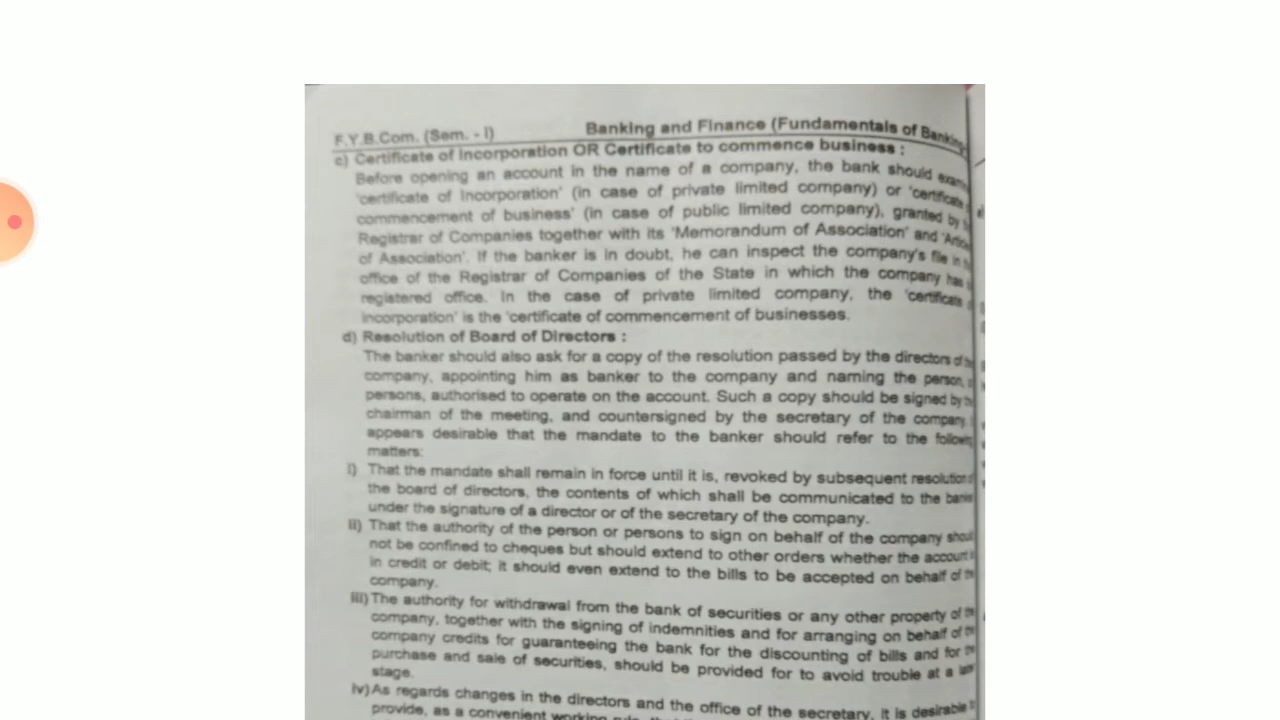 F.Y.B.Com. (Sem. - I) Banking and Finance (Fundamentals of Banking
c) Certificate of Incorporation OR Certificate to commence business :
Before opening an account in the name of a company, the bank should
'certificate of Incorporation' (in case of private limited company) or 'certificate
commencement of business' (in case of public limited company), granted by
Registrar of Companies together with its 'Memorandum of Association' and
of Association'. If the banker is in doubt, he can inspect the company's file in
office of the Registrar of Companies of the State in which the company has
registered office. In the case of private limited company, the 'certificate
incorporation' is the 'certificate of commencement of businesses.
d) Resolution of Board of Directors :
The banker should also ask for a copy of the resolution passed by the directors of
company, appointing him as banker to the company and naming the person,
persons, authorised to operate on the account. Such a copy should be signed by
chairman of the meeting, and countersigned by the secretary of the company.
appears desirable that the mandate to the banker should refer to the
matters:
i) That the mandate shall remain in force until it is, revoked by subsequent resolution
the board of directors, the contents of which shall be communicated to the
under the signature of a director or of the secretary of the company.
ii) That the authority of the person or persons to sign on behalf of the company
not be confined to cheques but should extend to other orders whether the account
in credit or debit; it should even extend to the bills to be accepted on behalf of
company.
iii) The authority for withdrawal from the bank of securities or any other property of
company, together with the signing of indemnities and for arranging on behalf of
company credits for guaranteeing the bank for the discounting of bills and for
purchase and sale of securities, should be provided for to avoid trouble at a
stage.
iv) As regards changes in the directors and the office of the secretary, it is desirable
provide, as a convenient working rule,